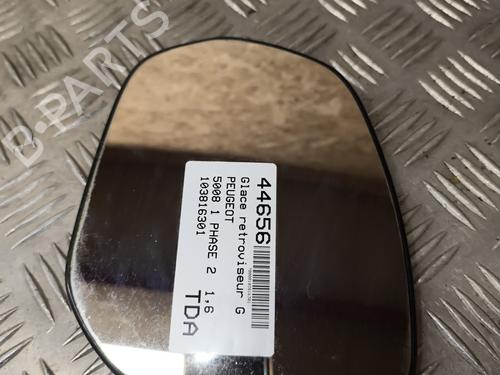 44656
Glace retroviseur G
PEUGEOT
5008 1 PHASE 2 1,6
103816301
TDA
B-PARTS